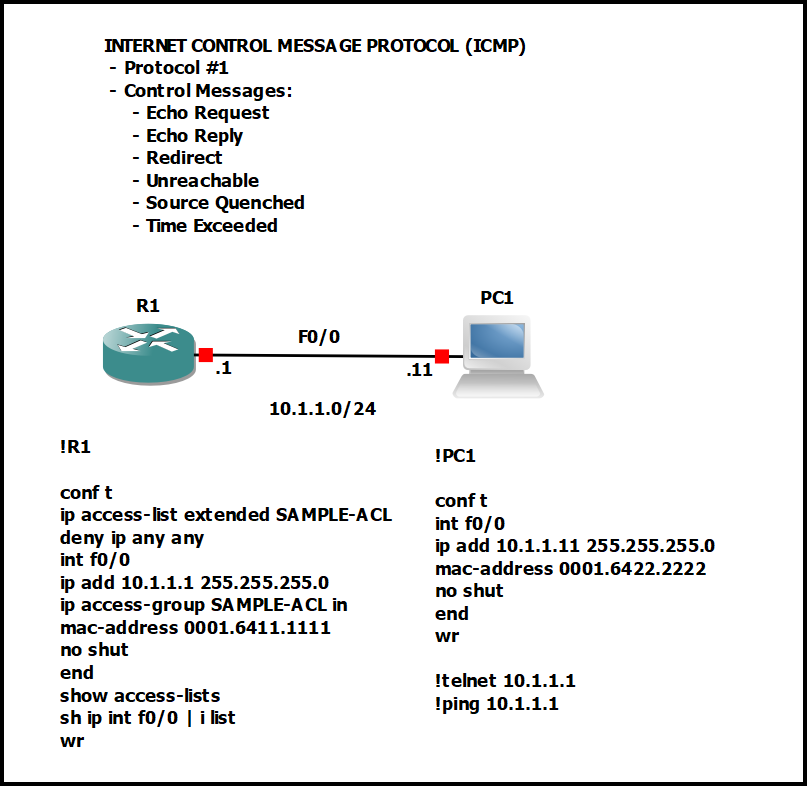 INTERNET CONTROL MESSAGE PROTOCOL (ICMP)
- Protocol #1
- Control Messages:
- Echo Request
- Echo Reply
- Redirect
- Unreachable
- Source Quenched
- Time Exceeded
R1
PC1
F0/0
.1
.11
10.1.1.0/24
!R1
conf t
ip access-list extended SAMPLE-ACL
deny ip any any
int f0/0
ip add 10.1.1.1 255.255.255.0
ip access-group SAMPLE-ACL in
mac-address 0001.6411.1111
no shut
end
show access-lists
sh ip int f0/0 | i list
wr
!PC1
conf t
int f0/0
ip add 10.1.1.11 255.255.255.0
mac-address 0001.6422.2222
no shut
end
wr
!telnet 10.1.1.1
!ping 10.1.1.1